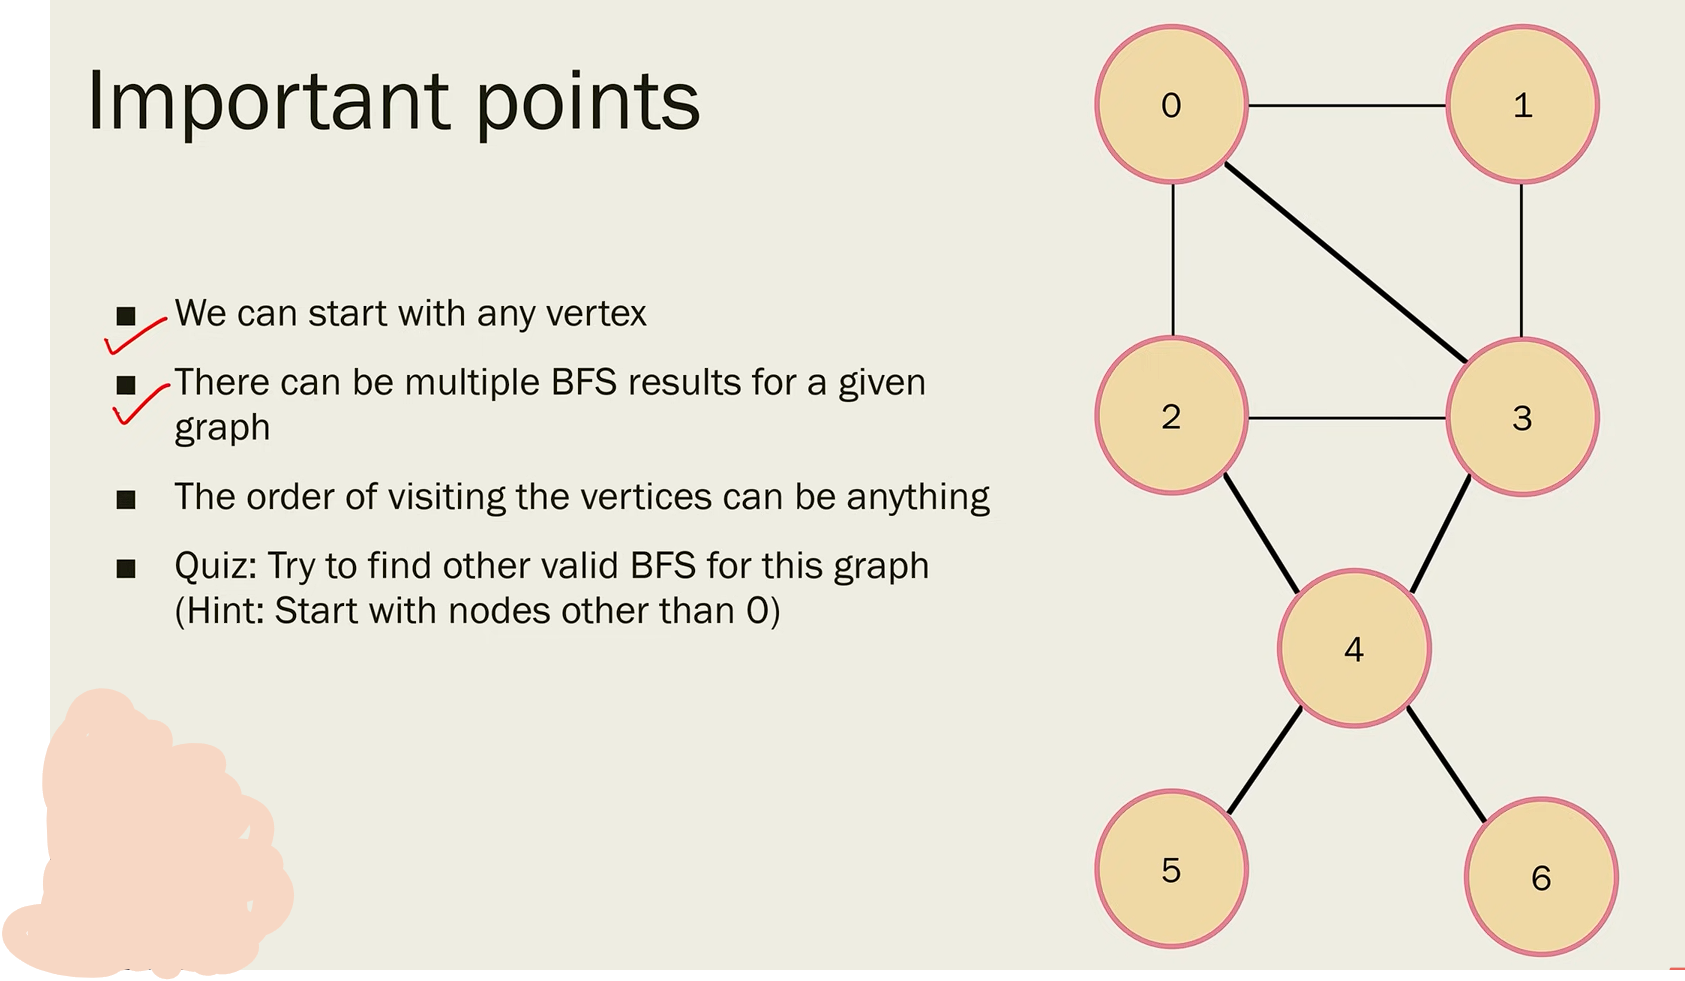 Important points
We can start with any vertex
There can be multiple BFS results for a given
graph
The order of visiting the vertices can be anything
Quiz: Try to find other valid BFS for this graph
(Hint: Start with nodes other than 0)
0
1
2
3
4
5
6